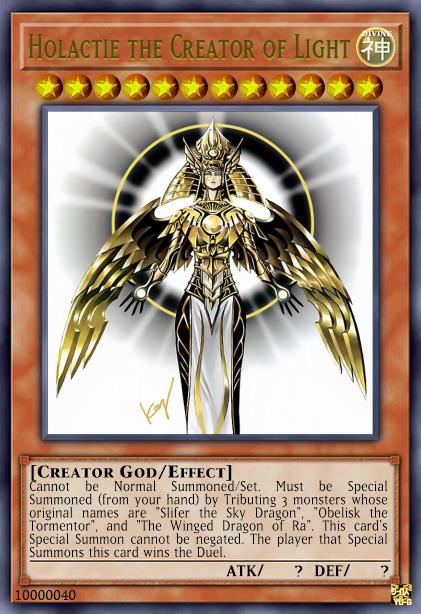 Holactie the Creator of Light
DIVINE
神
Kay
[Creator God/Effect]
Cannot be Normal Summoned/Set. Must be Special
Summoned (from your hand) by Tributing 3 monsters whose
original names are "Slifer the Sky Dragon", "Obelisk the
Tormentor", and "The Winged Dragon of Ra". This card's
Special Summon cannot be negated. The player that Special
Summons this card wins the Duel.
ATK/ ? DEF/ ?
10000040